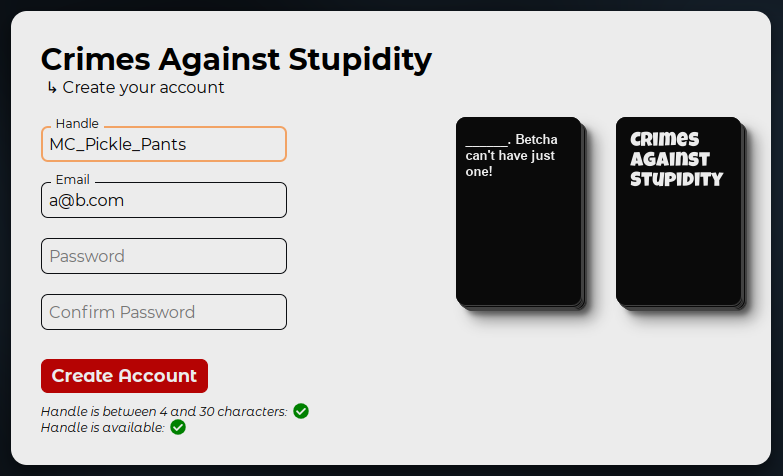 Crimes Against Stupidity
↳ Create your account
Handle
MC_Pickle_Pants
Email
a@b.com
Password
Confirm Password
Create Account
Handle is between 4 and 30 characters:
Handle is available:
______. Betcha
can't have just
one!
Crimes
Against
Stupidity